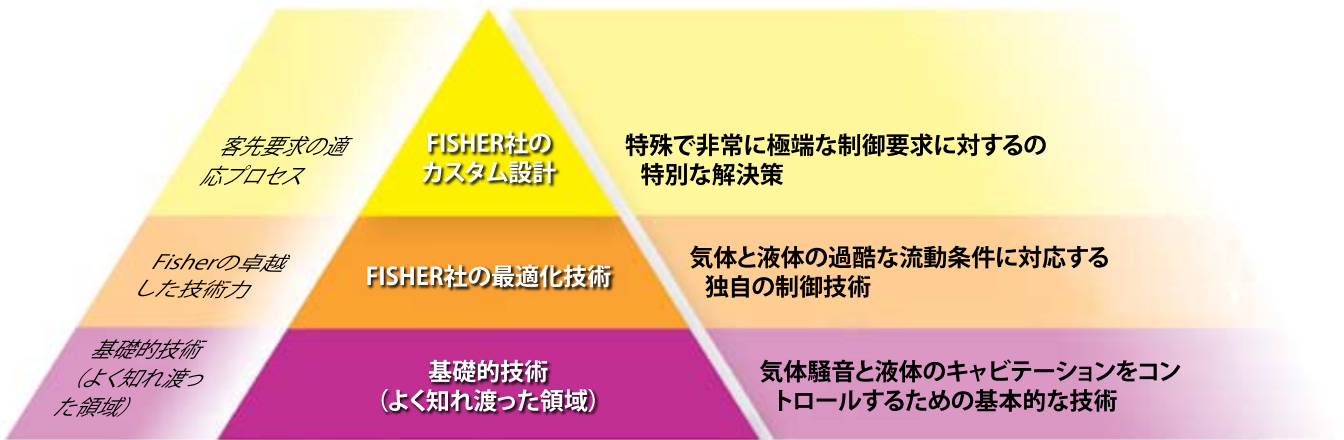 客先要求の適
応プロセス
FISHER社の
カスタム設計
特殊で非常に極端な制御要求に対するの
特別な解決策
Fisherの卓越
した技術力
FISHER社の最適化技術
気体と液体の過酷な流動条件に対応する
独自の制御技術
基礎的技術
（よく知れ渡っ
た領域）
基礎的技術
（よく知れ渡った領域）
気体騒音と液体のキャビテーションをコン
トロールするための基本的な技術